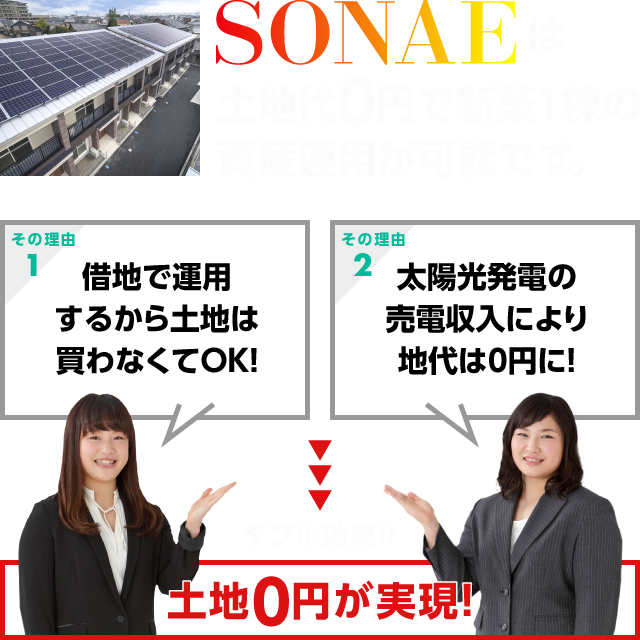 SONAEは
土地代0円で新築1棟の
資産運用が可能です。
その理由
1
借地で運用
するから土地は
買わなくてOK!
その理由
2
太陽光発電の
売電収入により
地代は0円に!
ダブル効果!!
土地0円が実現!